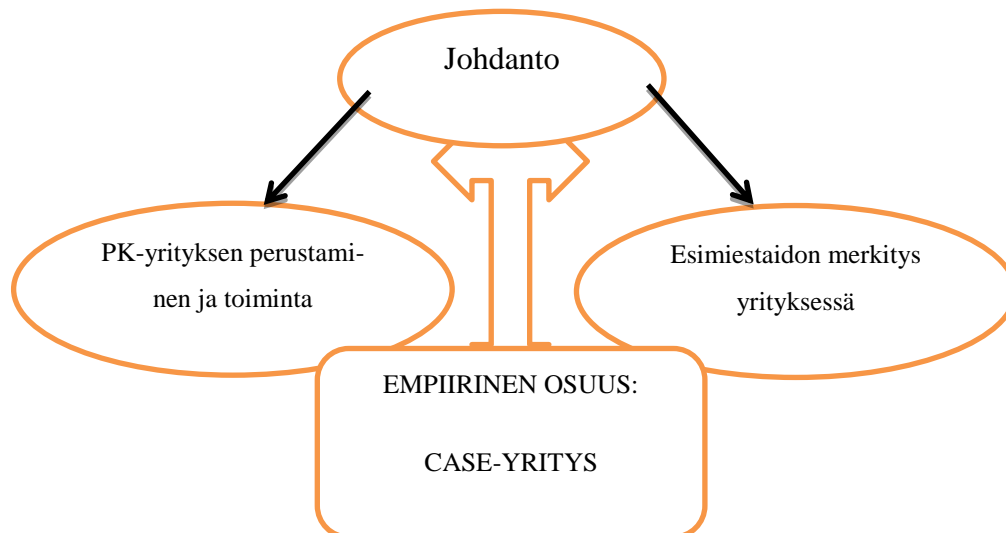 Johdanto
PK-yrityksen perustami-
nen ja toiminta
Esimiestaidon merkitys
yrityksessä
EMPIIRINEN OSUUS:
CASE-YRITYS